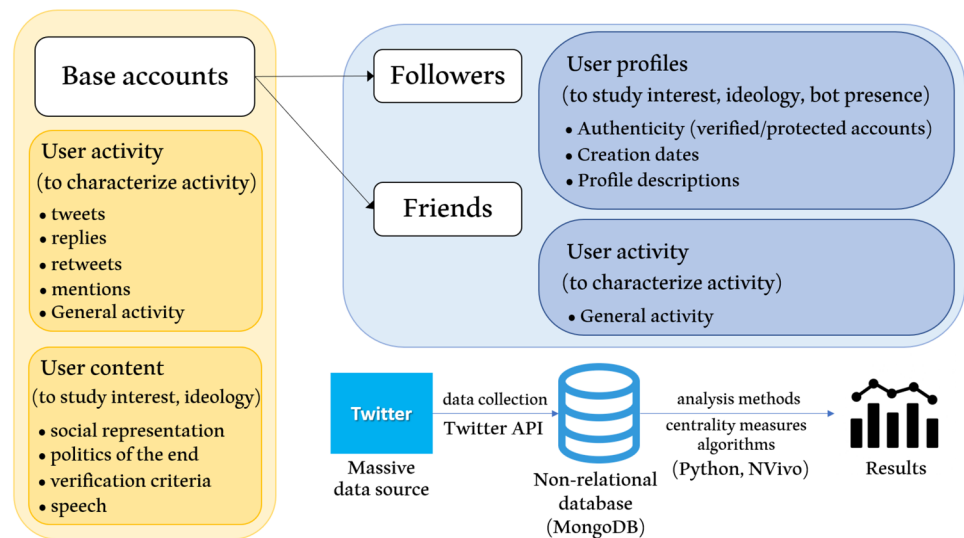 Base accounts
User activity
(to characterize activity)
• tweets
• replies
• retweets
• mentions
• General activity
User content
(to study interest, ideology)
• social representation
• politics of the end
• verification criteria
• speech
Followers
Friends
User profiles
(to study interest, ideology, bot presence)
• Authenticity (verified/protected accounts)
• Creation dates
• Profile descriptions
User activity
(to characterize activity)
• General activity
Twitter
Massive
data source
data collection
Twitter API
Non-relational
database
(MongoDB)
analysis methods
centrality measures
algorithms
(Python, NVivo)
Results